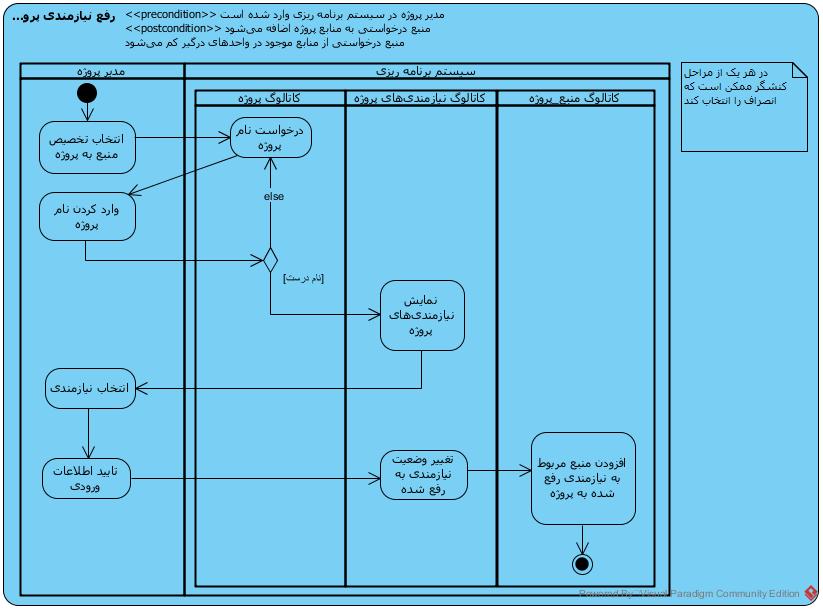 رفع نیازمندی پرو...
<<precondition>> مدیر پروژه در سیستم برنامه ریزی وارد شده است
<<postcondition>> منبع درخواستی به منابع پروژه اضافه می‌شود
منبع درخواستی از منابع موجود در واحدهای درگیر کم می‌شود
مدیر پروژه
سیستم برنامه ریزی
کاتالوگ پروژه
کاتالوگ نیازمندی‌های پروژه
کاتالوگ منبع_پروژه
در هر یک از مراحل
کنشگر ممکن است که
انصراف را انتخاب کند
انتخاب تخصیص
منبع به پروژه
درخواست نام
پروژه
وارد کردن نام
پروژه
else
[نام درست]
نمایش
نیازمندی‌های
پروژه
انتخاب نیازمندی
تایید اطلاعات
ورودی
تغییر وضعیت
نیازمندی به
رفع شده
افزودن منبع مربوط
به نیازمندی رفع
شده به پروژه
Powered By Visual Paradigm Community Edition